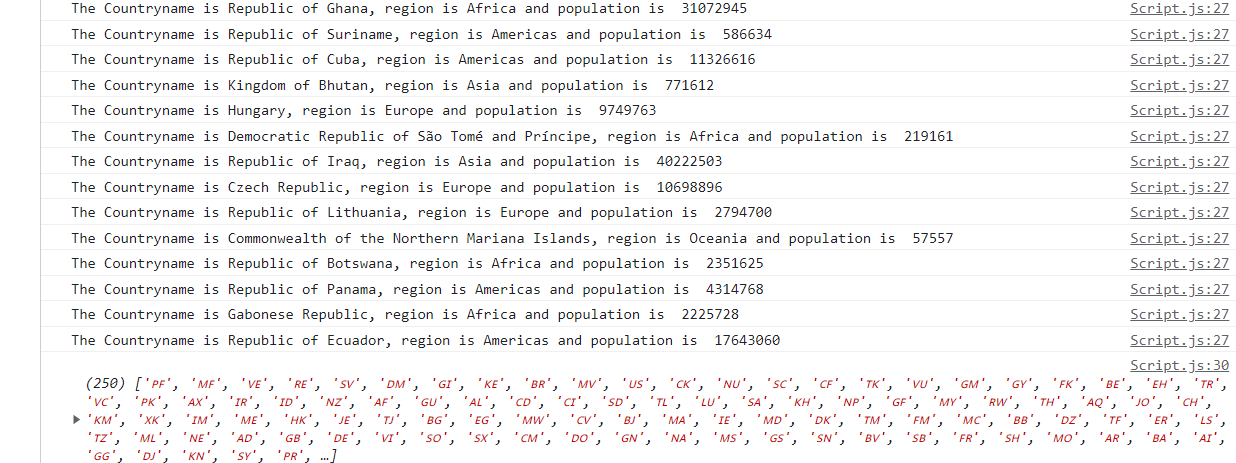 The Countryname is Republic of Ghana, region is Africa and population is  31072945 Script.js:27
The Countryname is Republic of Suriname, region is Americas and population is  586634 Script.js:27
The Countryname is Republic of Cuba, region is Americas and population is  11326616 Script.js:27
The Countryname is Kingdom of Bhutan, region is Asia and population is  771612 Script.js:27
The Countryname is Hungary, region is Europe and population is  9749763 Script.js:27
The Countryname is Democratic Republic of São Tomé and Príncipe, region is Africa and population is  219161 Script.js:27
The Countryname is Republic of Iraq, region is Asia and population is  40222503 Script.js:27
The Countryname is Czech Republic, region is Europe and population is  10698896 Script.js:27
The Countryname is Republic of Lithuania, region is Europe and population is  2794700 Script.js:27
The Countryname is Commonwealth of the Northern Mariana Islands, region is Oceania and population is  57557 Script.js:27
The Countryname is Republic of Botswana, region is Africa and population is  2351625 Script.js:27
The Countryname is Republic of Panama, region is Americas and population is  4314768 Script.js:27
The Countryname is Gabonese Republic, region is Africa and population is  2225728 Script.js:27
The Countryname is Republic of Ecuador, region is Americas and population is  17643060 Script.js:27
Script.js:30
(250) ['PF', 'MF', 'VE', 'RE', 'SV', 'DM', 'GI', 'KE', 'BR', 'MV', 'US', 'CK', 'NU', 'SC', 'CF', 'TK', 'VU', 'GM', 'GY', 'FK', 'BE', 'EH', 'TR',
'VC', 'PK', 'AX', 'IR', 'ID', 'NZ', 'AF', 'GU', 'AL', 'CD', 'CI', 'SD', 'TL', 'LU', 'SA', 'KH', 'NP', 'GF', 'MY', 'RW', 'TH', 'AQ', 'JO', 'CH',
'KM', 'XK', 'IM', 'ME', 'HK', 'JE', 'TJ', 'BG', 'EG', 'MW', 'CV', 'BJ', 'MA', 'IE', 'MD', 'DK', 'TM', 'FM', 'MC', 'BB', 'DZ', 'TF', 'ER', 'LS',
'TZ', 'ML', 'NE', 'AD', 'GB', 'DE', 'VI', 'SO', 'SX', 'CM', 'DO', 'GN', 'NA', 'MS', 'GS', 'SN', 'BV', 'SB', 'FR', 'SH', 'MO', 'AR', 'BA', 'AI',
'GG', 'DJ', 'KN', 'SY', 'PR', …]